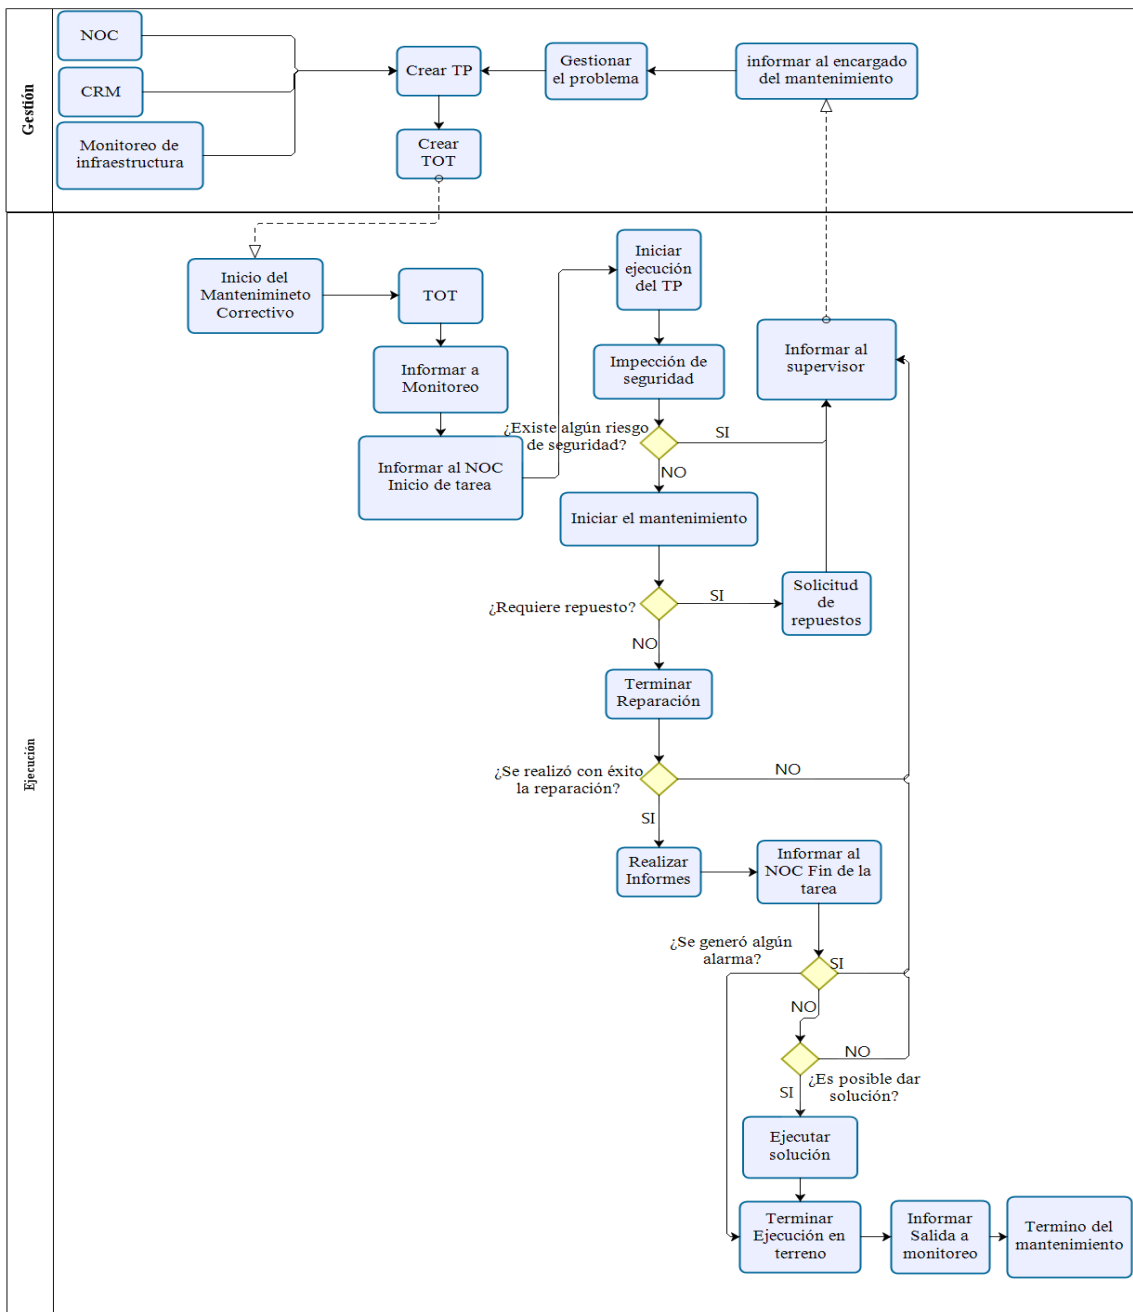 Gestión
NOC
CRM
Monitoreo de
infraestructura
Crear TP
Gestionar
el problema
informar al encargado
del mantenimiento
Crear
TOT
Ejecución
Inicio del
Mantenimineto
Correctivo
TOT
Informar a
Monitoreo
Informar al NOC
Inicio de tarea
Iniciar
ejecución
del TP
Impección de
seguridad
Informar al
supervisor
¿Existe algún riesgo
de seguridad?
SI
NO
Iniciar el mantenimiento
¿Requiere repuesto?
SI
Solicitud
de
repuestos
NO
Terminar
Reparación
¿Se realizó con éxito
la reparación?
NO
SI
Realizar
Informes
Informar al
NOC Fin de la
tarea
¿Se generó algún
alarma?
SI
NO
NO
¿Es posible dar
solución?
SI
Ejecutar
solución
Terminar
Ejecución en
terreno
Informar
Salida a
monitoreo
Termino del
mantenimiento